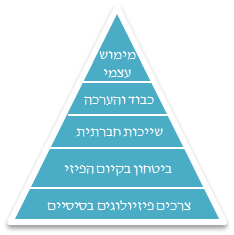 מימוש
עצמי
כבוד והערכה
שייכות חברתית
ביטחון בקיום הפיזי
צרכים פיזיולוגים בסיסיים